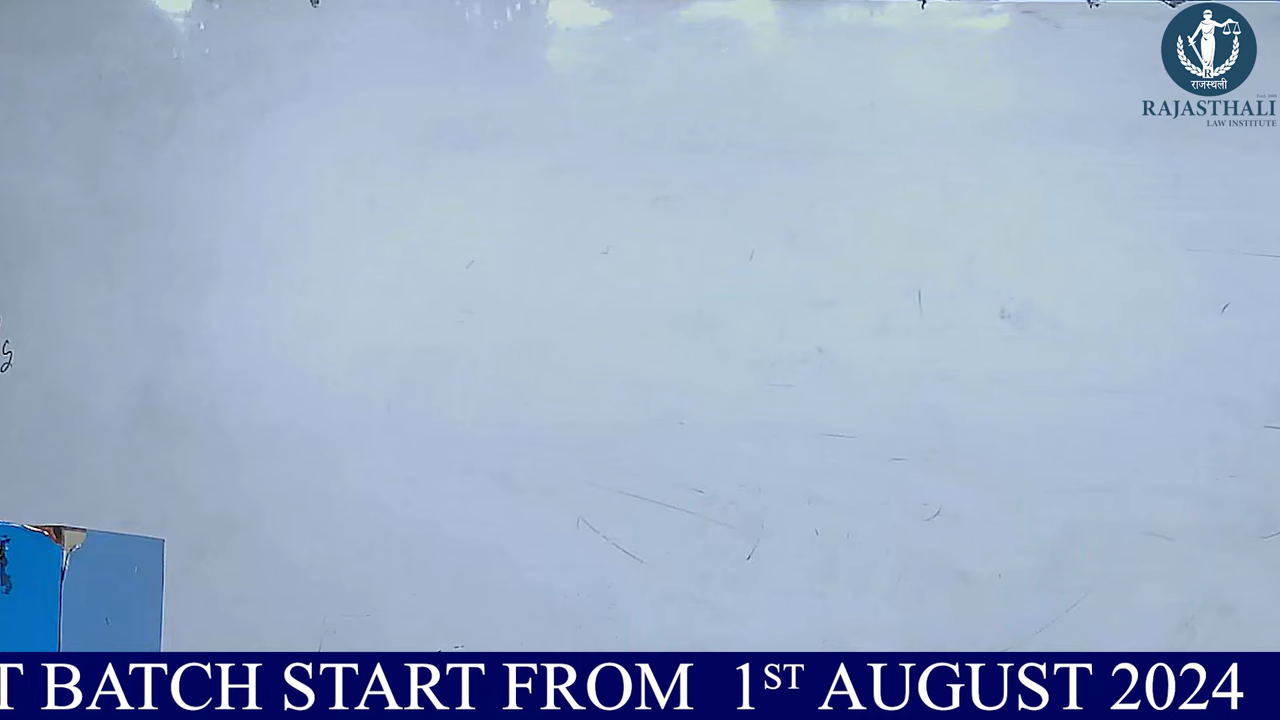 राजस्थली
RAJASTHALI
LAW INSTITUTE
T BATCH START FROM 1ST AUGUST 2024